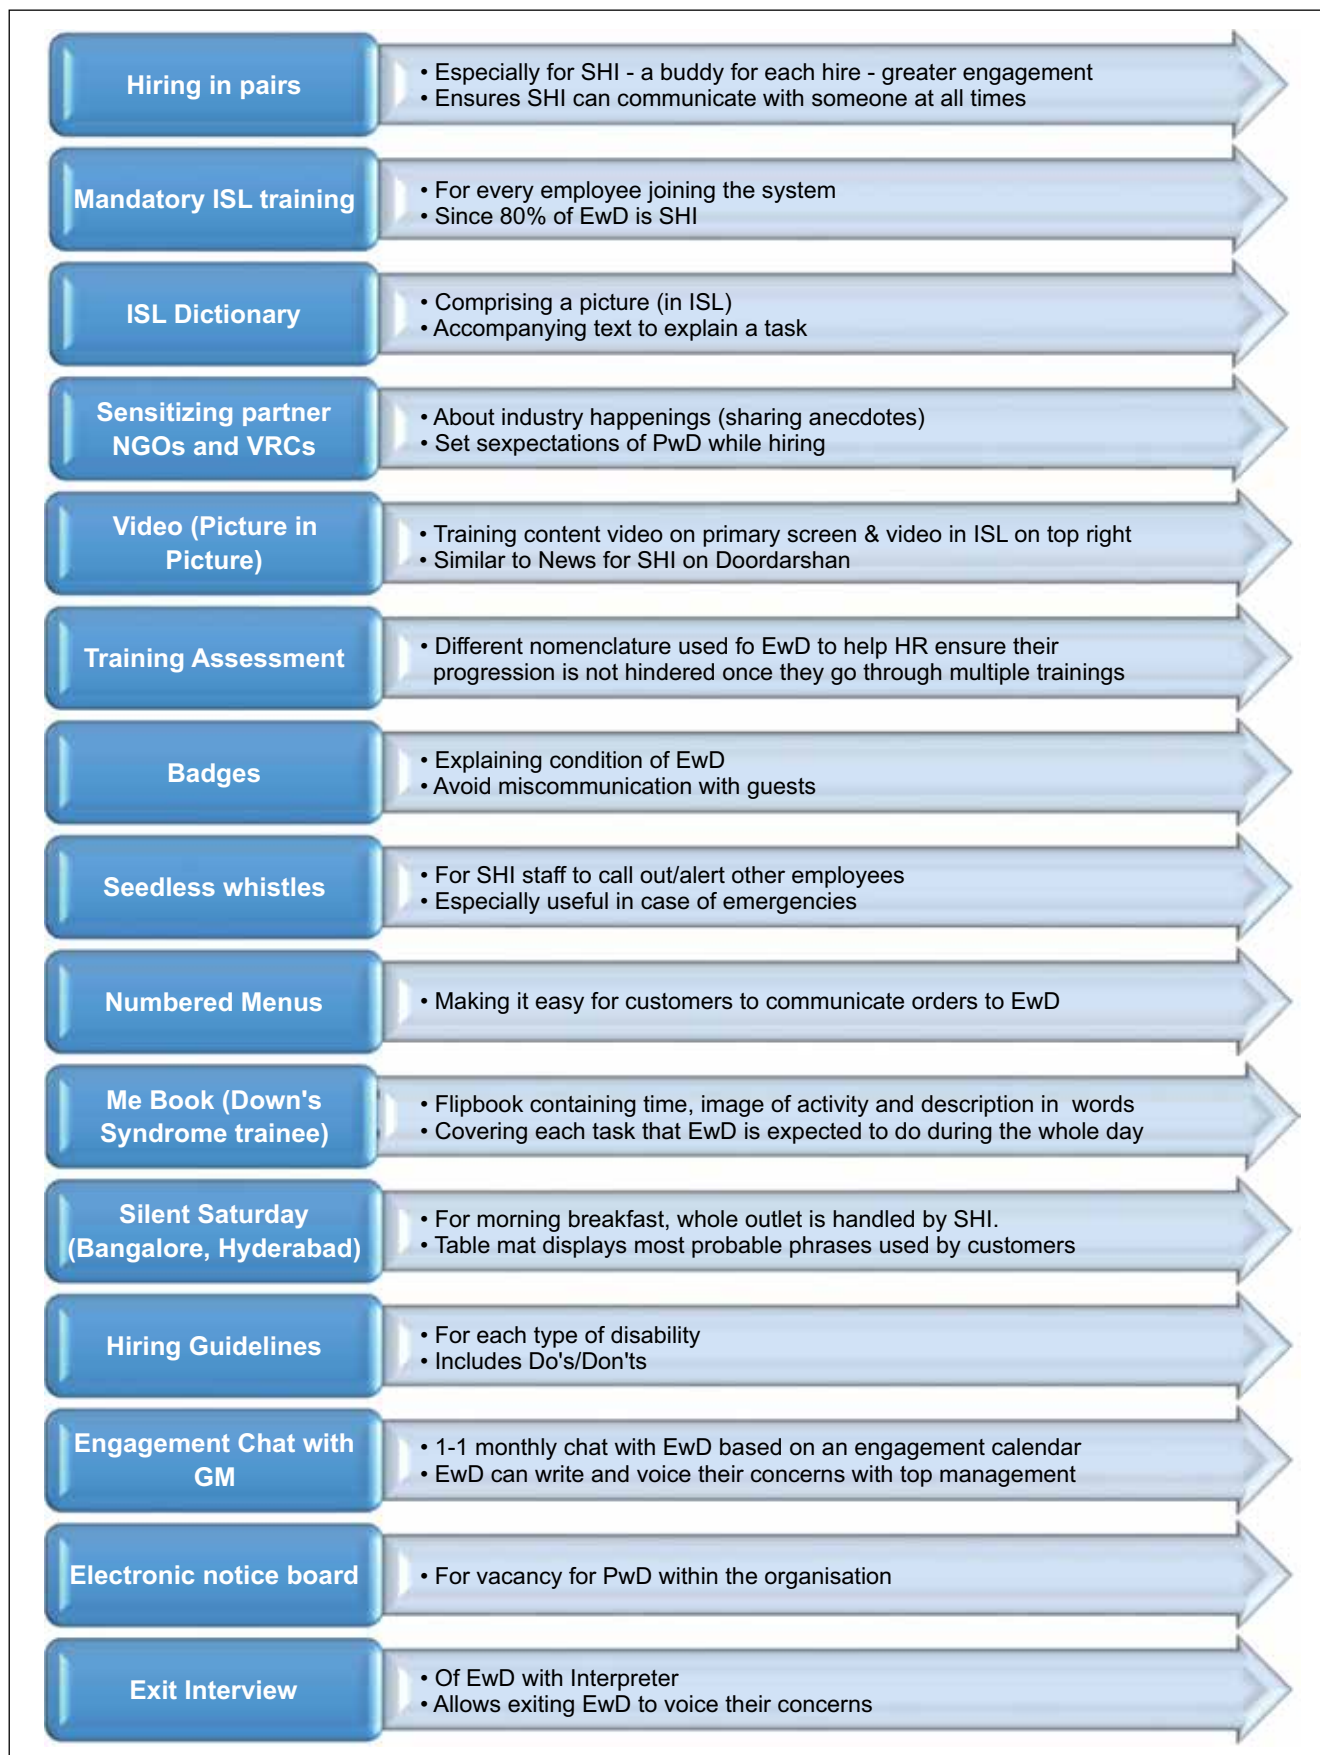 Hiring in pairs
• Especially for SHI - a buddy for each hire - greater engagement
• Ensures SHI can communicate with someone at all times
Mandatory ISL training
• For every employee joining the system
• Since 80% of EwD is SHI
ISL Dictionary
• Comprising a picture (in ISL)
• Accompanying text to explain a task
Sensitizing partner
NGOs and VRCs
• About industry happenings (sharing anecdotes)
• Set sexpectations of PwD while hiring
Video (Picture in
Picture)
• Training content video on primary screen & video in ISL on top right
• Similar to News for SHI on Doordarshan
Training Assessment
• Different nomenclature used fo EwD to help HR ensure their
progression is not hindered once they go through multiple trainings
Badges
• Explaining condition of EwD
• Avoid miscommunication with guests
Seedless whistles
• For SHI staff to call out/alert other employees
• Especially useful in case of emergencies
Numbered Menus
• Making it easy for customers to communicate orders to EwD
Me Book (Down's
Syndrome trainee)
• Flipbook containing time, image of activity and description in words
• Covering each task that EwD is expected to do during the whole day
Silent Saturday
(Bangalore, Hyderabad)
• For morning breakfast, whole outlet is handled by SHI.
• Table mat displays most probable phrases used by customers
Hiring Guidelines
• For each type of disability
• Includes Do's/Don'ts
Engagement Chat with
GM
• 1-1 monthly chat with EwD based on an engagement calendar
• EwD can write and voice their concerns with top management
Electronic notice board
• For vacancy for PwD within the organisation
Exit Interview
• Of EwD with Interpreter
• Allows exiting EwD to voice their concerns